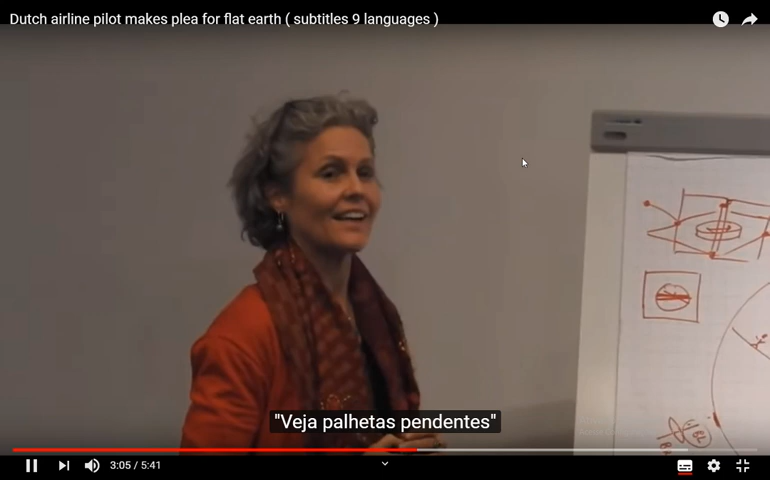 Dutch airline pilot makes plea for flat earth ( subtitles 9 languages )
"Veja palhetas pendentes"
3:05 / 5:41